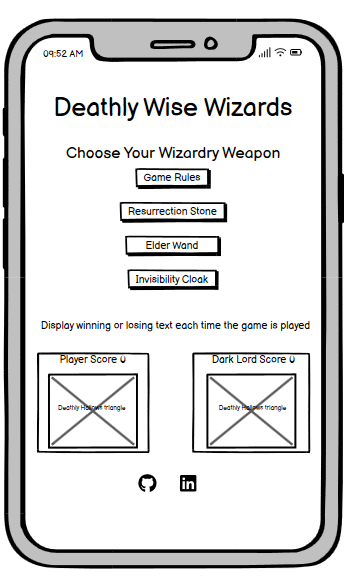 09:52 AM
Deathly Wise Wizards
Choose Your Wizardry Weapon
Game Rules
Resurrection Stone
Elder Wand
Invisibility Cloak
Display winning or losing text each time the game is played
Player Score 0
Dark Lord Score 0
Deathly Hallows triangle
Deathly Hallows triangle
in